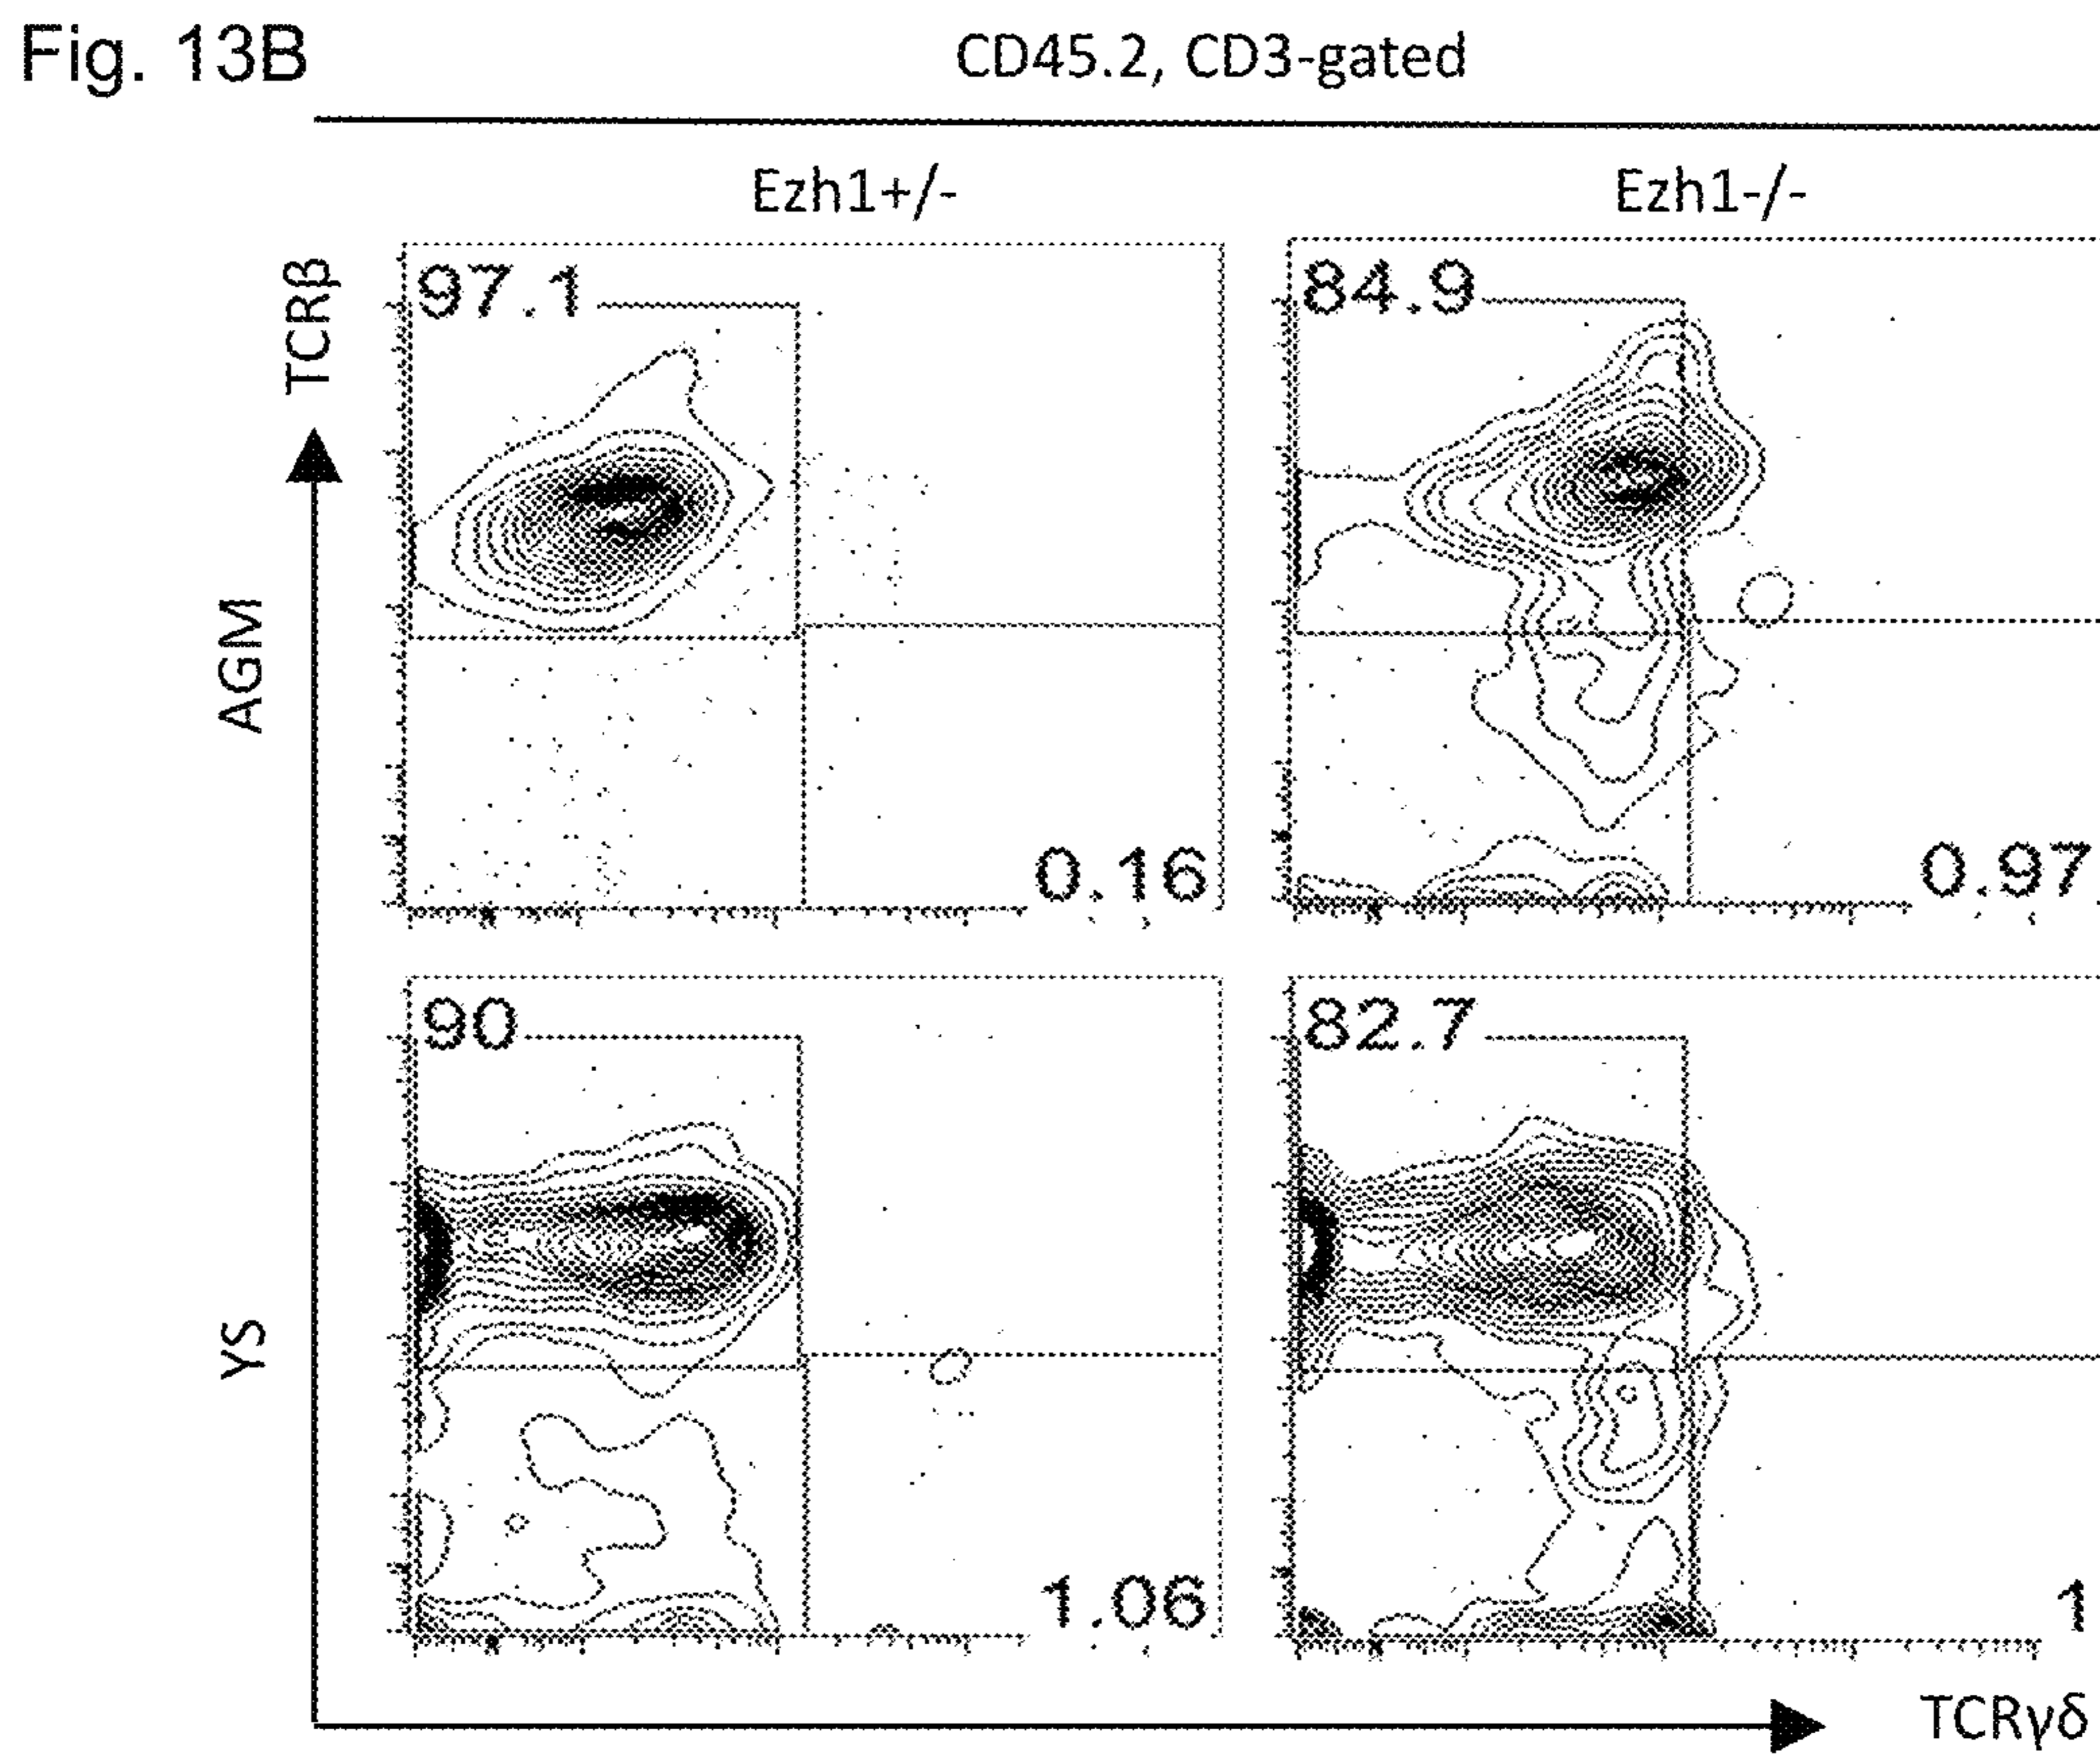 Fig. 13B
CD45.2, CD3-gated
Ezh1+/-
Ezh1-/-
TCRβ
97.1
84.9
AGM
0.16
0.97
90
82.7
YS
1.06
1
TCRγδ